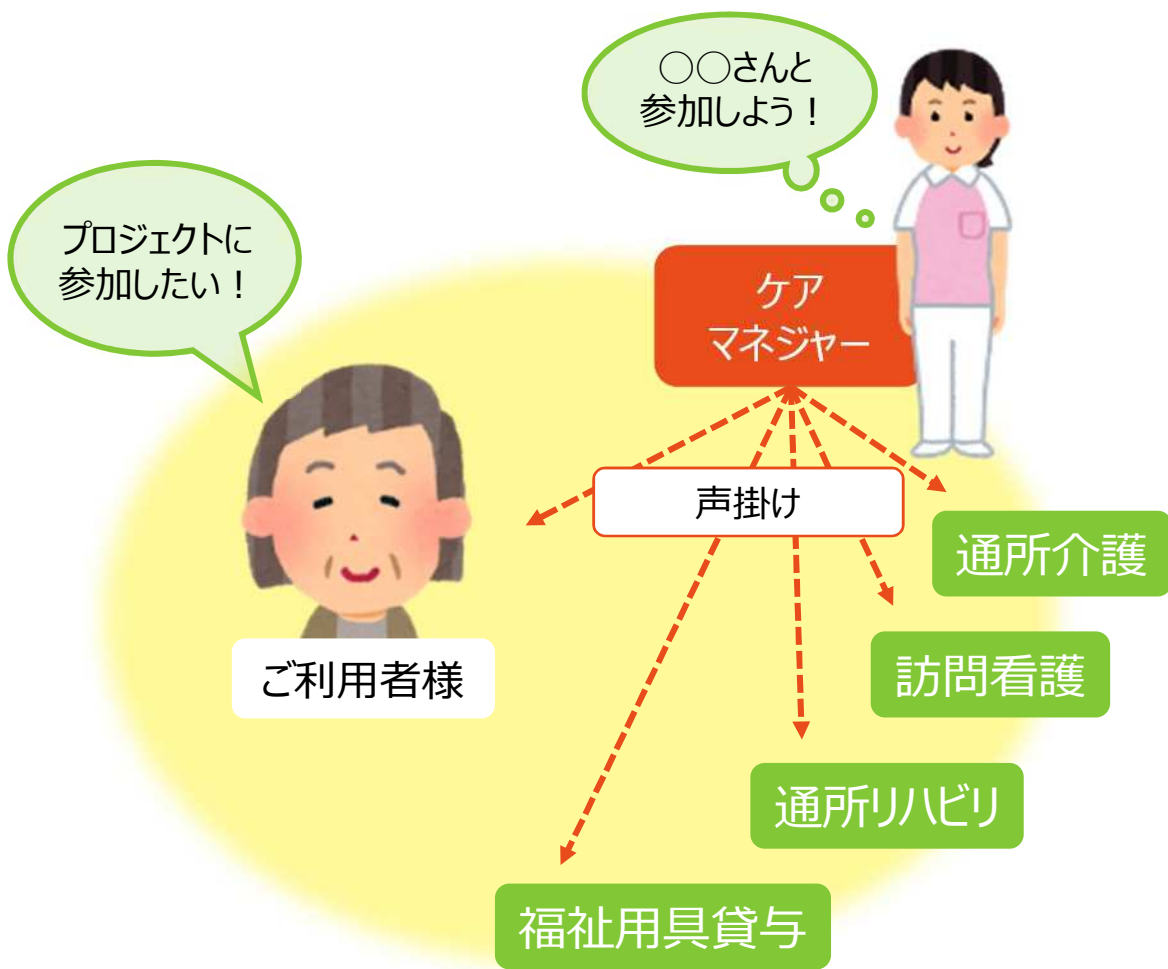 ○○さんと
参加しよう！
プロジェクトに
参加したい！
ケア
マネジャー
声掛け
通所介護
ご利用者様
訪問看護
通所リハビリ
福祉用具貸与